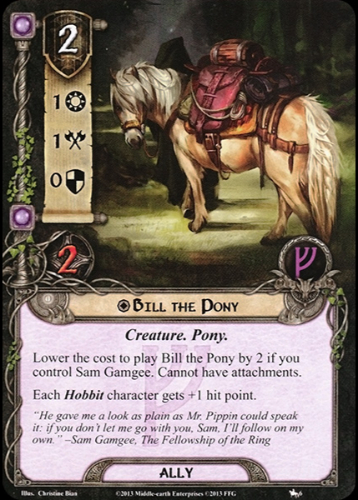 2
1
1
0
2
BILL THE PONY
Creature. Pony.
Lower the cost to play Bill the Pony by 2 if you
control Sam Gamgee. Cannot have attachments.
Each Hobbit character gets +1 hit point.
"He gave me a look as plain as Mr. Pippin could speak
it: if you don't let me go with you, Sam, I'll follow on my
own." –Sam Gamgee, The Fellowship of the Ring
ALLY
Illus. Christine Bian
©2013 Middle-earth Enterprises ©2013 FFG
6